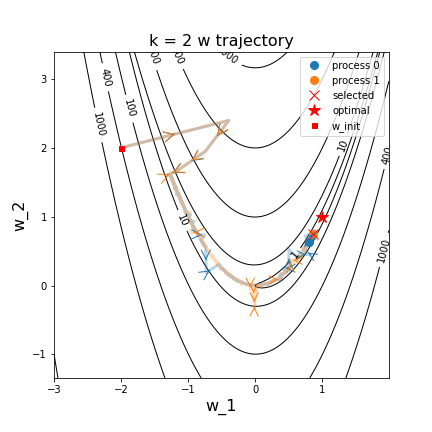 k = 2 w trajectory
process 0
process 1
selected
optimal
w_init
1000
400
100
10
10
400
1000
w_2
3
2
1
0
−1
−3
−2
−1
0
1
w_1